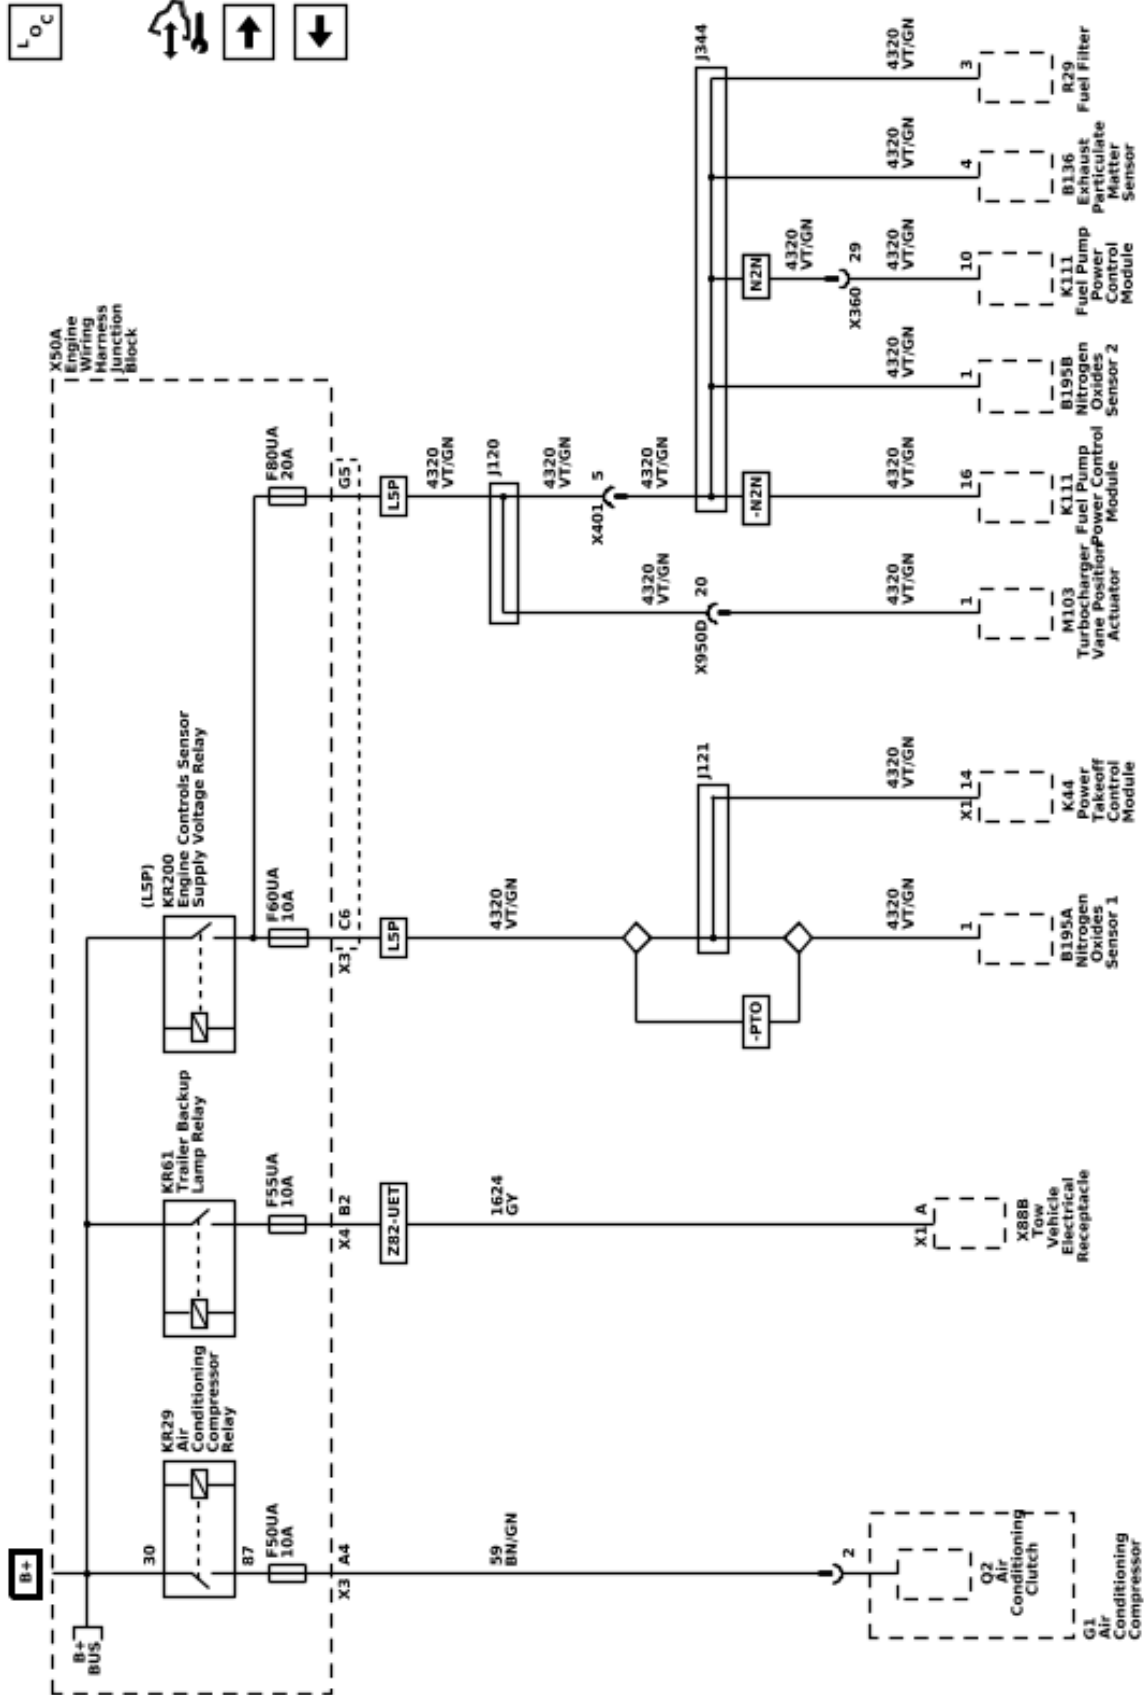 B+
B+
BUS
X50A
Engine
Wiring
Harness
Junction
Block
30
KR29
Air
Conditioning
Compressor
Relay
87
F50UA
10A
X3 A4
KR61
Trailer Backup
Lamp Relay
F55UA
10A
X4 B2
(L5P)
KR200
Engine Controls Sensor
Supply Voltage Relay
F60UA
10A
X3 C6
F80UA
20A
G5
Z82-UET
L5P
L5P
59
BN/GN
1624
GY
4320
VT/GN
4320
VT/GN
J120
4320
VT/GN
X401 5
4320
VT/GN
4320
VT/GN
X950D 20
J121
-PTO
J344
-N2N
N2N
4320
VT/GN
X360 29
2
Q2
Air
Conditioning
Clutch
G1
Air
Conditioning
Compressor
X1 A
X88B
Tow
Vehicle
Electrical
Receptacle
4320
VT/GN
1
B195A
Nitrogen
Oxides
Sensor 1
4320
VT/GN
X1 14
K44
Power
Takeoff
Control
Module
4320
VT/GN
1
M103
Turbocharger
Vane Position
Actuator
4320
VT/GN
16
K111
Fuel Pump
Power Control
Module
4320
VT/GN
1
B195B
Nitrogen
Oxides
Sensor 2
4320
VT/GN
10
K111
Fuel Pump
Power
Control
Module
4320
VT/GN
4
B136
Exhaust
Particulate
Matter
Sensor
4320
VT/GN
3
R29
Fuel Filter
LOC